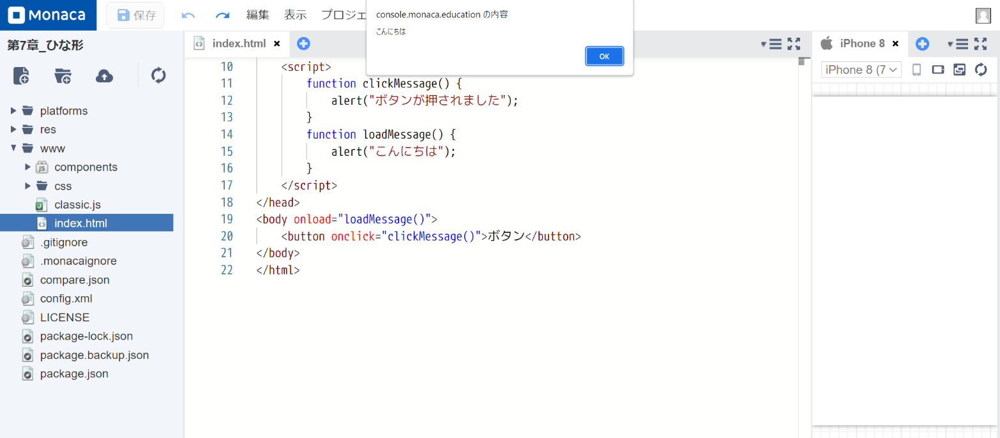 Monaca
保存
編集
表示
プロジェ
console.monaca.education の内容
こんにちは
OK
第7章_ひな形
platforms
res
www
components
css
classic.js
index.html
.gitignore
.monacaignore
compare.json
config.xml
LICENSE
package-lock.json
package.backup.json
package.json
index.html
10 <script>
11 function clickMessage() {
12 alert("ボタンが押されました");
13 }
14 function loadMessage() {
15 alert("こんにちは");
16 }
17 </script>
18 </head>
19 <body onload="loadMessage()">
20 <button onclick="clickMessage()">ボタン</button>
21 </body>
22 </html>
iPhone 8
iPhone 8 (7